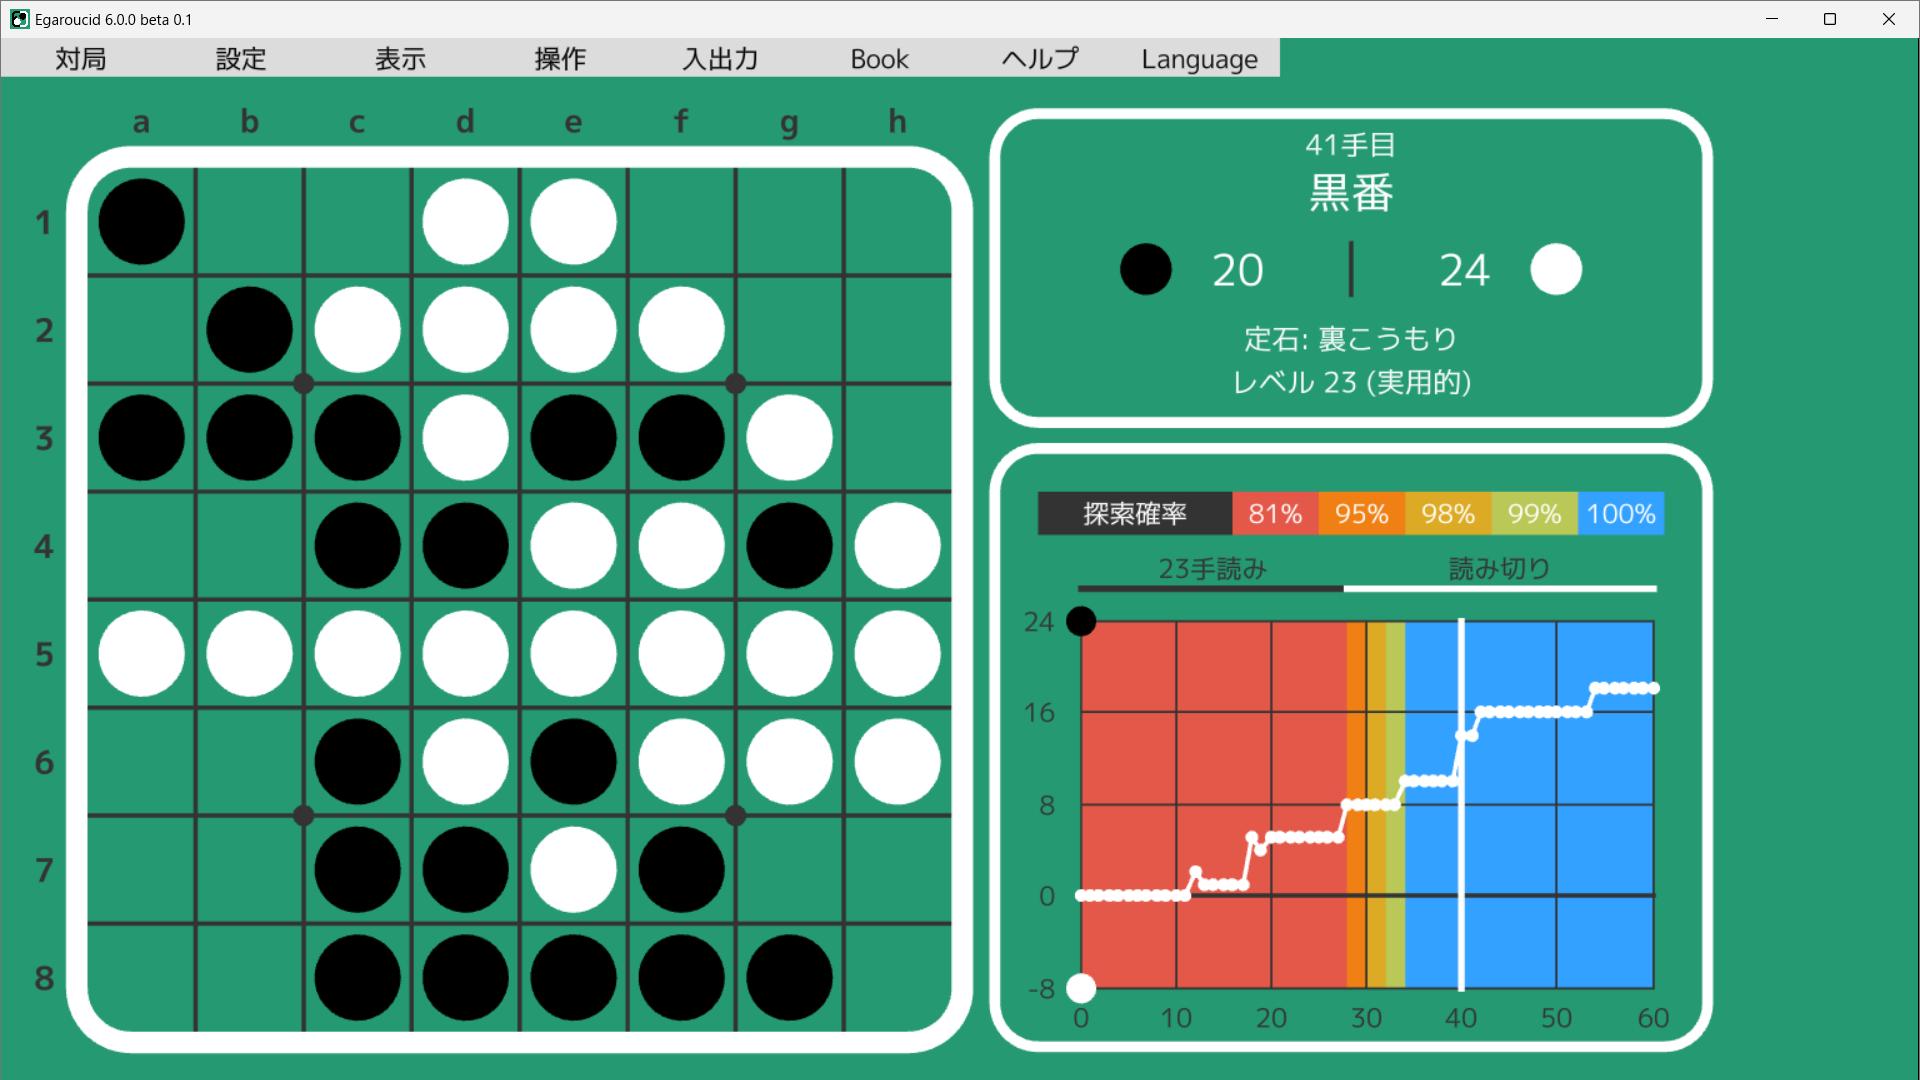 Egaroucid 6.0.0 beta 0.1
対局 設定 表示 操作 入出力 Book ヘルプ Language
a b c d e f g h
1
2
3
4
5
6
7
8
41手目
黒番
20 24
定石: 裏こうもり
レベル 23 (実用的)
探索確率 81% 95% 98% 99% 100%
23手読み 読み切り
24
16
8
0
-8
0 10 20 30 40 50 60